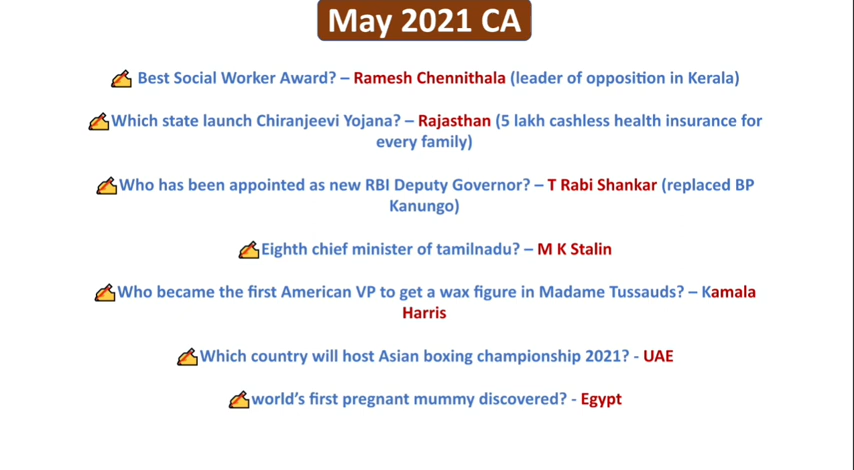 May 2021 CA
Best Social Worker Award? – Ramesh Chennithala (leader of opposition in Kerala)
Which state launch Chiranjeevi Yojana? – Rajasthan (5 lakh cashless health insurance for
every family)
Who has been appointed as new RBI Deputy Governor? – T Rabi Shankar (replaced BP
Kanungo)
Eighth chief minister of tamilnadu? – M K Stalin
Who became the first American VP to get a wax figure in Madame Tussauds? – Kamala
Harris
Which country will host Asian boxing championship 2021? - UAE
world's first pregnant mummy discovered? - Egypt